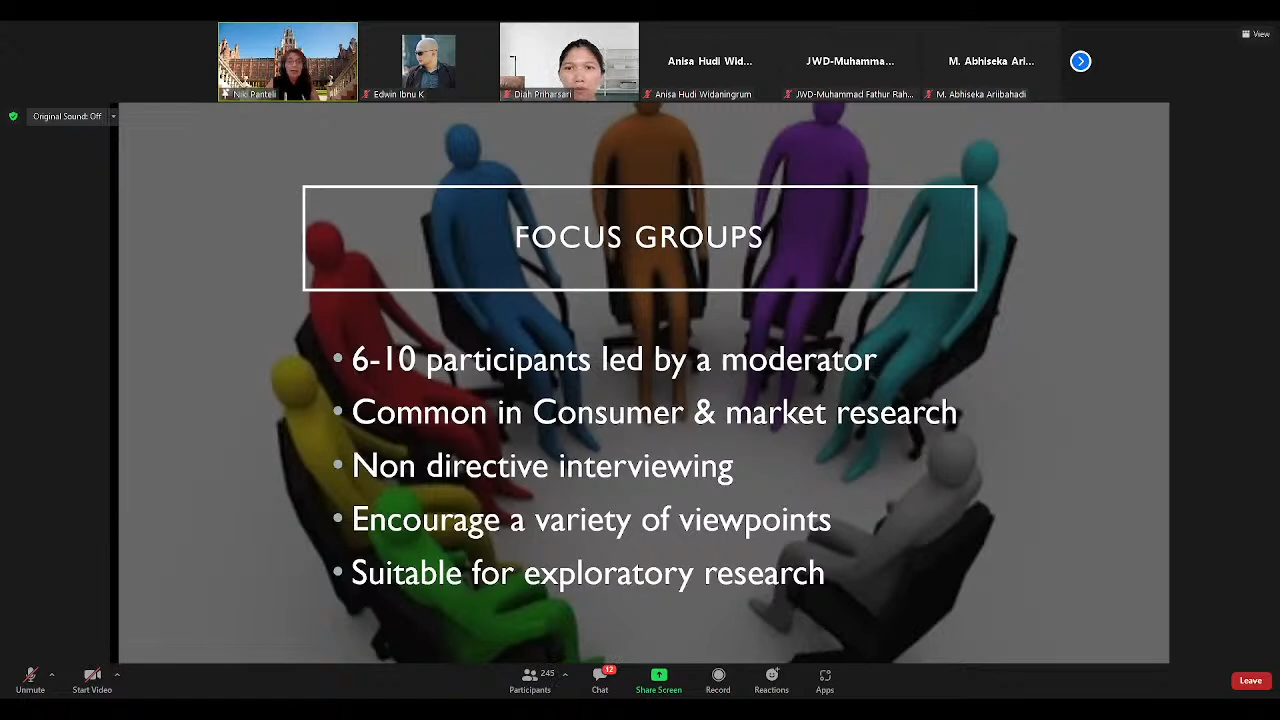 View
Anisa Hudi Wid...
JWD-Muhamma...
M. Abhiseka Ari...
Niki Panteli
Edwin Ibnu K
Diah Priharsari
Anisa Hudi Widaningrum
JWD-Muhammad Fathur Rah...
M. Abhiseka Ariibahadi
Original Sound: Off
FOCUS GROUPS
• 6-10 participants led by a moderator
• Common in Consumer & market research
• Non directive interviewing
• Encourage a variety of viewpoints
• Suitable for exploratory research
Unmute
Start Video
245
Participants
12
Chat
Share Screen
Record
Reactions
Apps
Leave